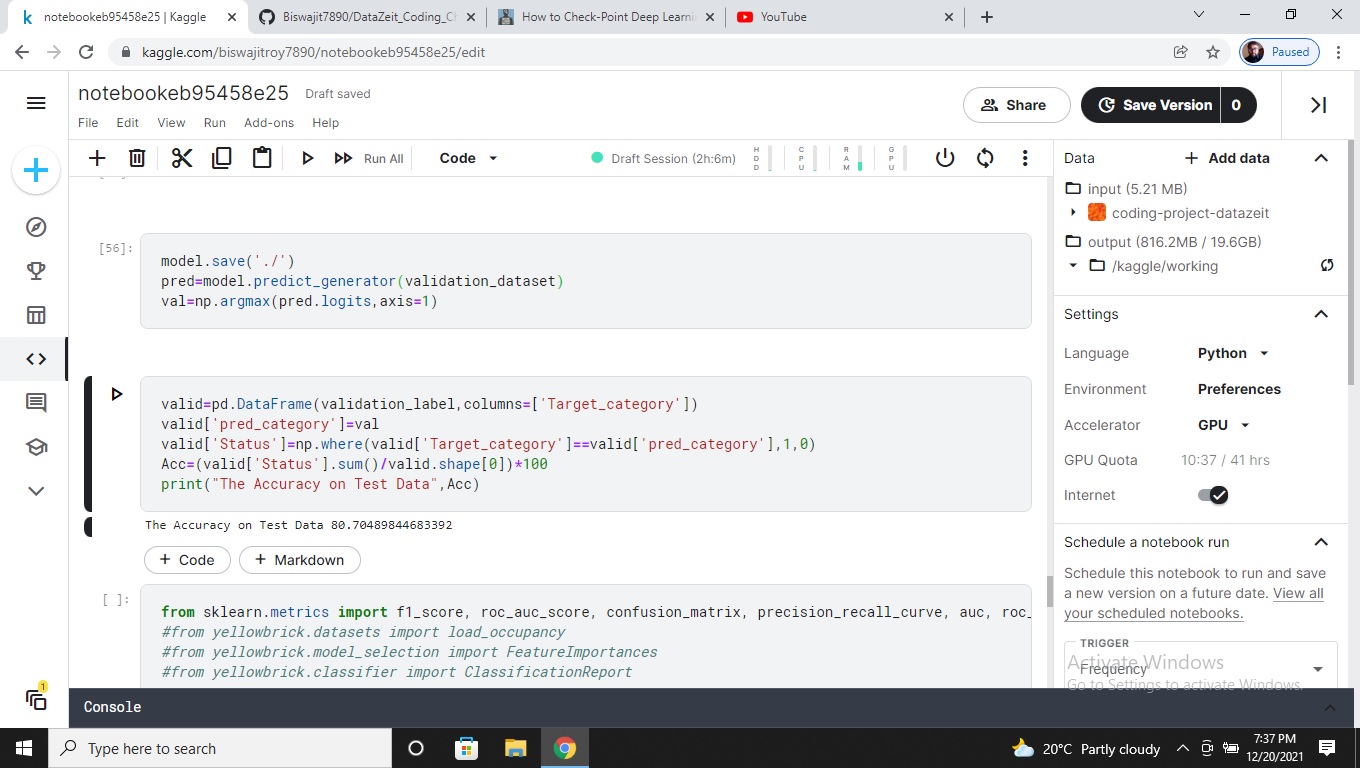 notebookeb95458e25 | Kaggle
Biswajit7890/DataZeit_Coding_Ch
How to Check-Point Deep Learni
YouTube
kaggle.com/biswajitroy7890/notebookeb95458e25/edit
Paused
notebookeb95458e25 Draft saved
File Edit View Run Add-ons Help
Share
Save Version 0
Run All Code
Draft Session (2h:6m) HDD CPU RAM GPU
[56]:
model.save('./')
pred=model.predict_generator(validation_dataset)
val=np.argmax(pred.logits,axis=1)
valid=pd.DataFrame(validation_label,columns=['Target_category'])
valid['pred_category']=val
valid['Status']=np.where(valid['Target_category']==valid['pred_category'],1,0)
Acc=(valid['Status'].sum()/valid.shape[0])*100
print("The Accuracy on Test Data",Acc)
The Accuracy on Test Data 80.70489844683392
+ Code + Markdown
[ ]:
from sklearn.metrics import f1_score, roc_auc_score, confusion_matrix, precision_recall_curve, auc, roc_
#from yellowbrick.datasets import load_occupancy
#from yellowbrick.model_selection import FeatureImportances
#from yellowbrick.classifier import ClassificationReport
Console
Data + Add data
input (5.21 MB)
coding-project-datazeit
output (816.2MB / 19.6GB)
/kaggle/working
Settings
Language Python
Environment Preferences
Accelerator GPU
GPU Quota 10:37 / 41 hrs
Internet
Schedule a notebook run
Schedule this notebook to run and save
a new version on a future date. View all
your scheduled notebooks.
TRIGGER
Frequency
Activate Windows
Go to Settings to activate Windows.
1
Type here to search
20°C Partly cloudy
7:37 PM
12/20/2021